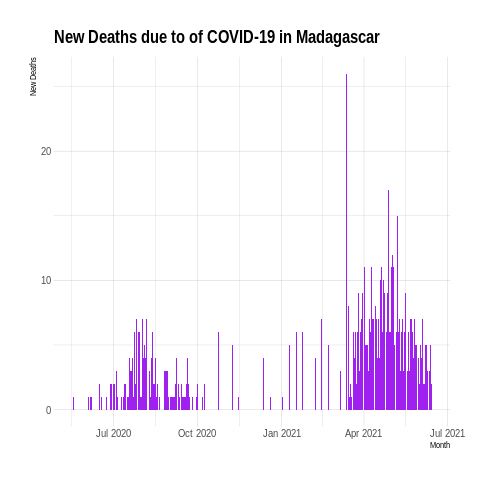 New Deaths due to of COVID-19 in Madagascar
New Deaths
20
10
0
Jul 2020 Oct 2020 Jan 2021 Apr 2021 Jul 2021
Month